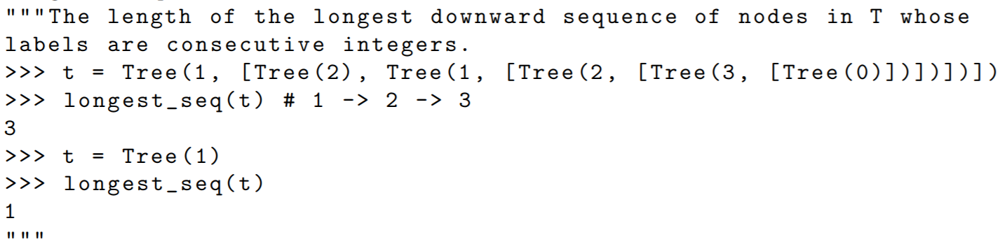 """The length of the longest downward sequence of nodes in T whose
labels are consecutive integers.
>>> t = Tree(1, [Tree(2), Tree(1, [Tree(2, [Tree(3, [Tree(0)])])])])
>>> longest_seq(t) # 1 -> 2 -> 3
3
>>> t = Tree(1)
>>> longest_seq(t)
1
"""